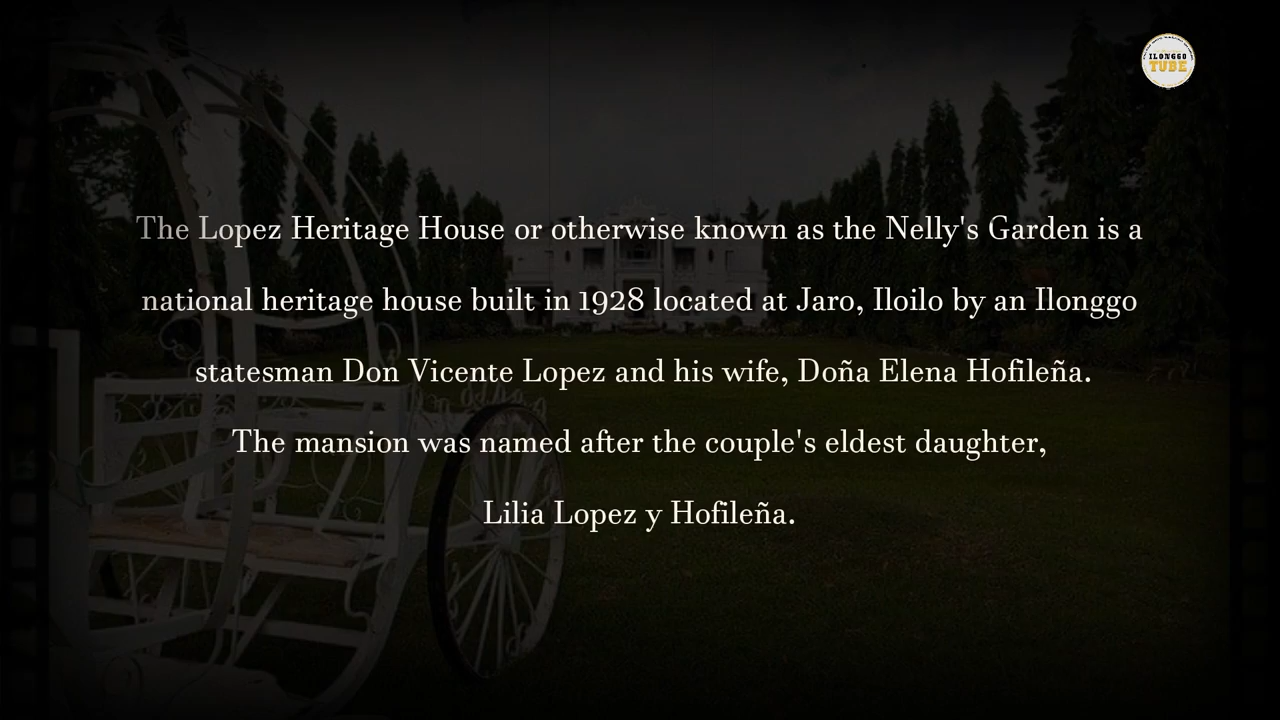 ILONGGO
TUBE
The Lopez Heritage House or otherwise known as the Nelly's Garden is a
national heritage house built in 1928 located at Jaro, Iloilo by an Ilonggo
statesman Don Vicente Lopez and his wife, Doña Elena Hofileña.
The mansion was named after the couple's eldest daughter,
Lilia Lopez y Hofileña.